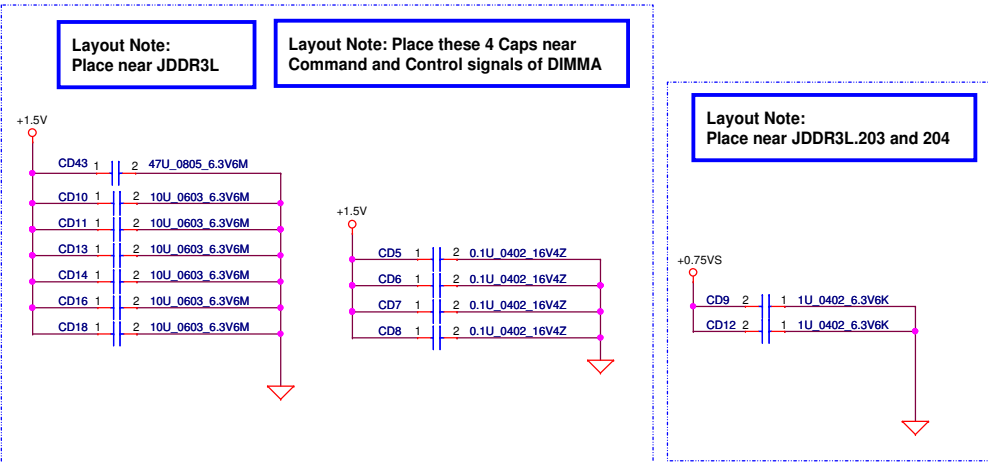 Layout Note:
Place near JDDR3L
Layout Note: Place these 4 Caps near
Command and Control signals of DIMMA
+1.5V
CD43 1 2 47U_0805_6.3V6M
CD10 1 2 10U_0603_6.3V6M
CD11 1 2 10U_0603_6.3V6M
CD13 1 2 10U_0603_6.3V6M
CD14 1 2 10U_0603_6.3V6M
CD16 1 2 10U_0603_6.3V6M
CD18 1 2 10U_0603_6.3V6M
+1.5V
CD5 1 2 0.1U_0402_16V4Z
CD6 1 2 0.1U_0402_16V4Z
CD7 1 2 0.1U_0402_16V4Z
CD8 1 2 0.1U_0402_16V4Z
Layout Note:
Place near JDDR3L.203 and 204
+0.75VS
CD9 2 1 1U_0402_6.3V6K
CD12 2 1 1U_0402_6.3V6K